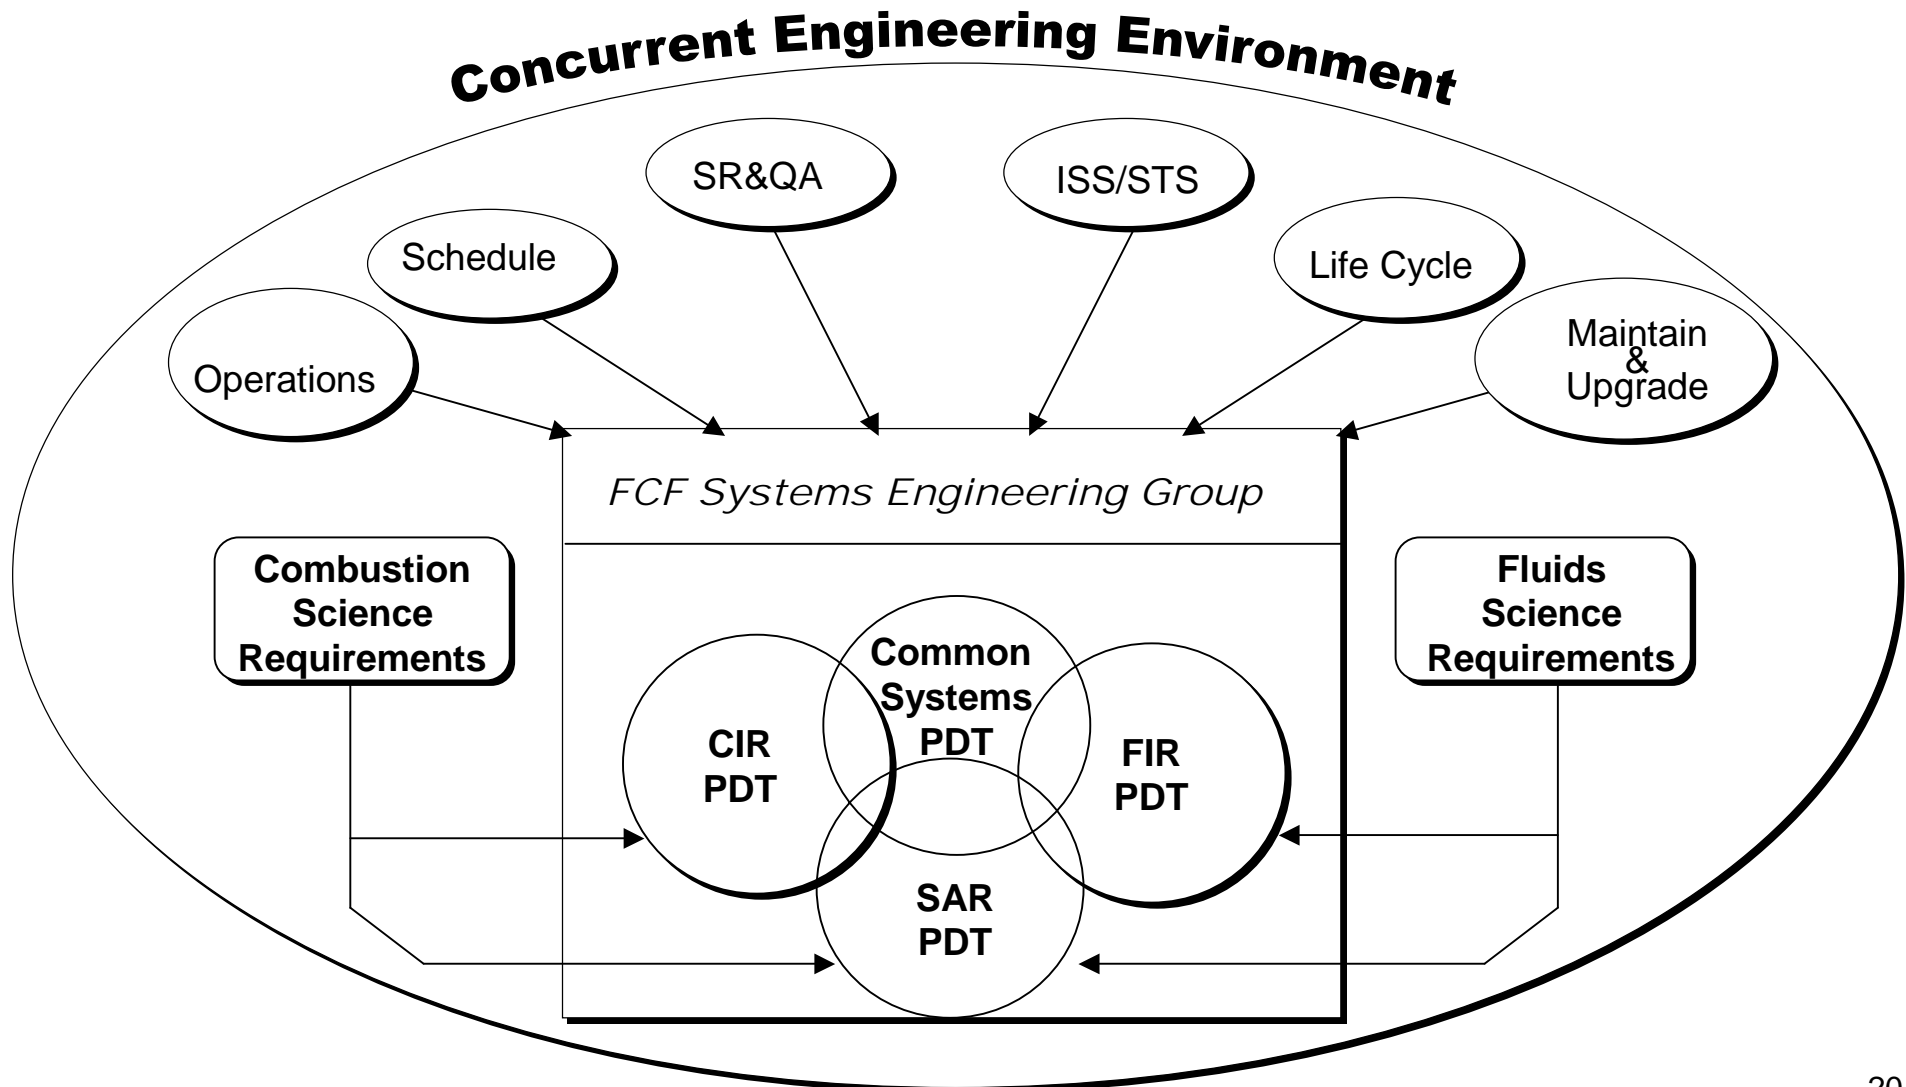 Concurrent Engineering Environment
SR&QA
ISS/STS
Schedule
Life Cycle
Operations
Maintain
&
Upgrade
FCF Systems Engineering Group
Combustion
Science
Requirements
Fluids
Science
Requirements
Common
Systems
PDT
CIR
PDT
FIR
PDT
SAR
PDT
20